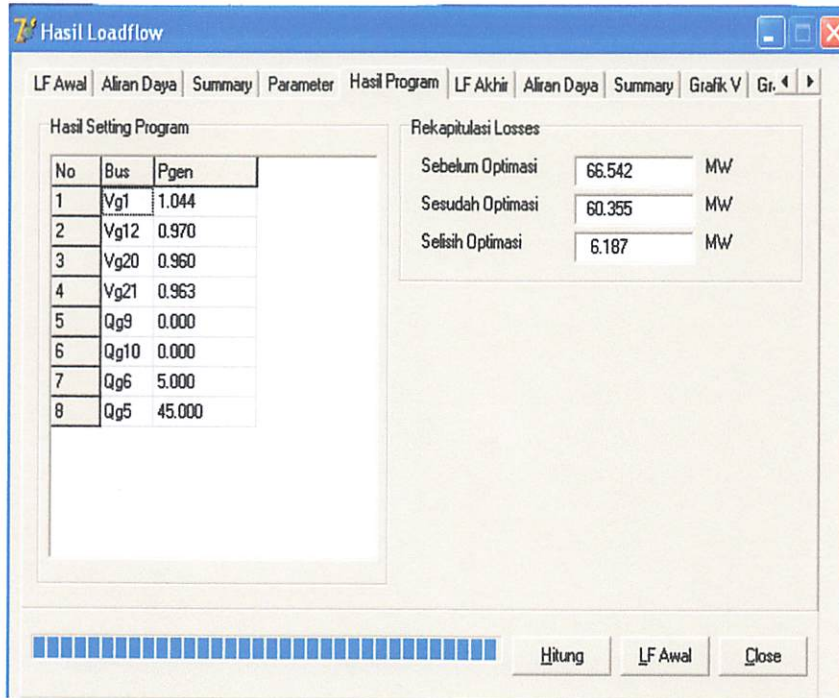 Hasil Loadflow
LF Awal Aliran Daya Summary Parameter Hasil Program LF Akhir Aliran Daya Summary Grafik V Gr.
Hasil Setting Program
No Bus Pgen
1 Vg1 1.044
2 Vg12 0.970
3 Vg20 0.960
4 Vg21 0.963
5 Qg9 0.000
6 Qg10 0.000
7 Qg6 5.000
8 Qg5 45.000
Rekapitulasi Losses
Sebelum Optimasi 66.542 MW
Sesudah Optimasi 60.355 MW
Selisih Optimasi 6.187 MW
Hitung LF Awal Close